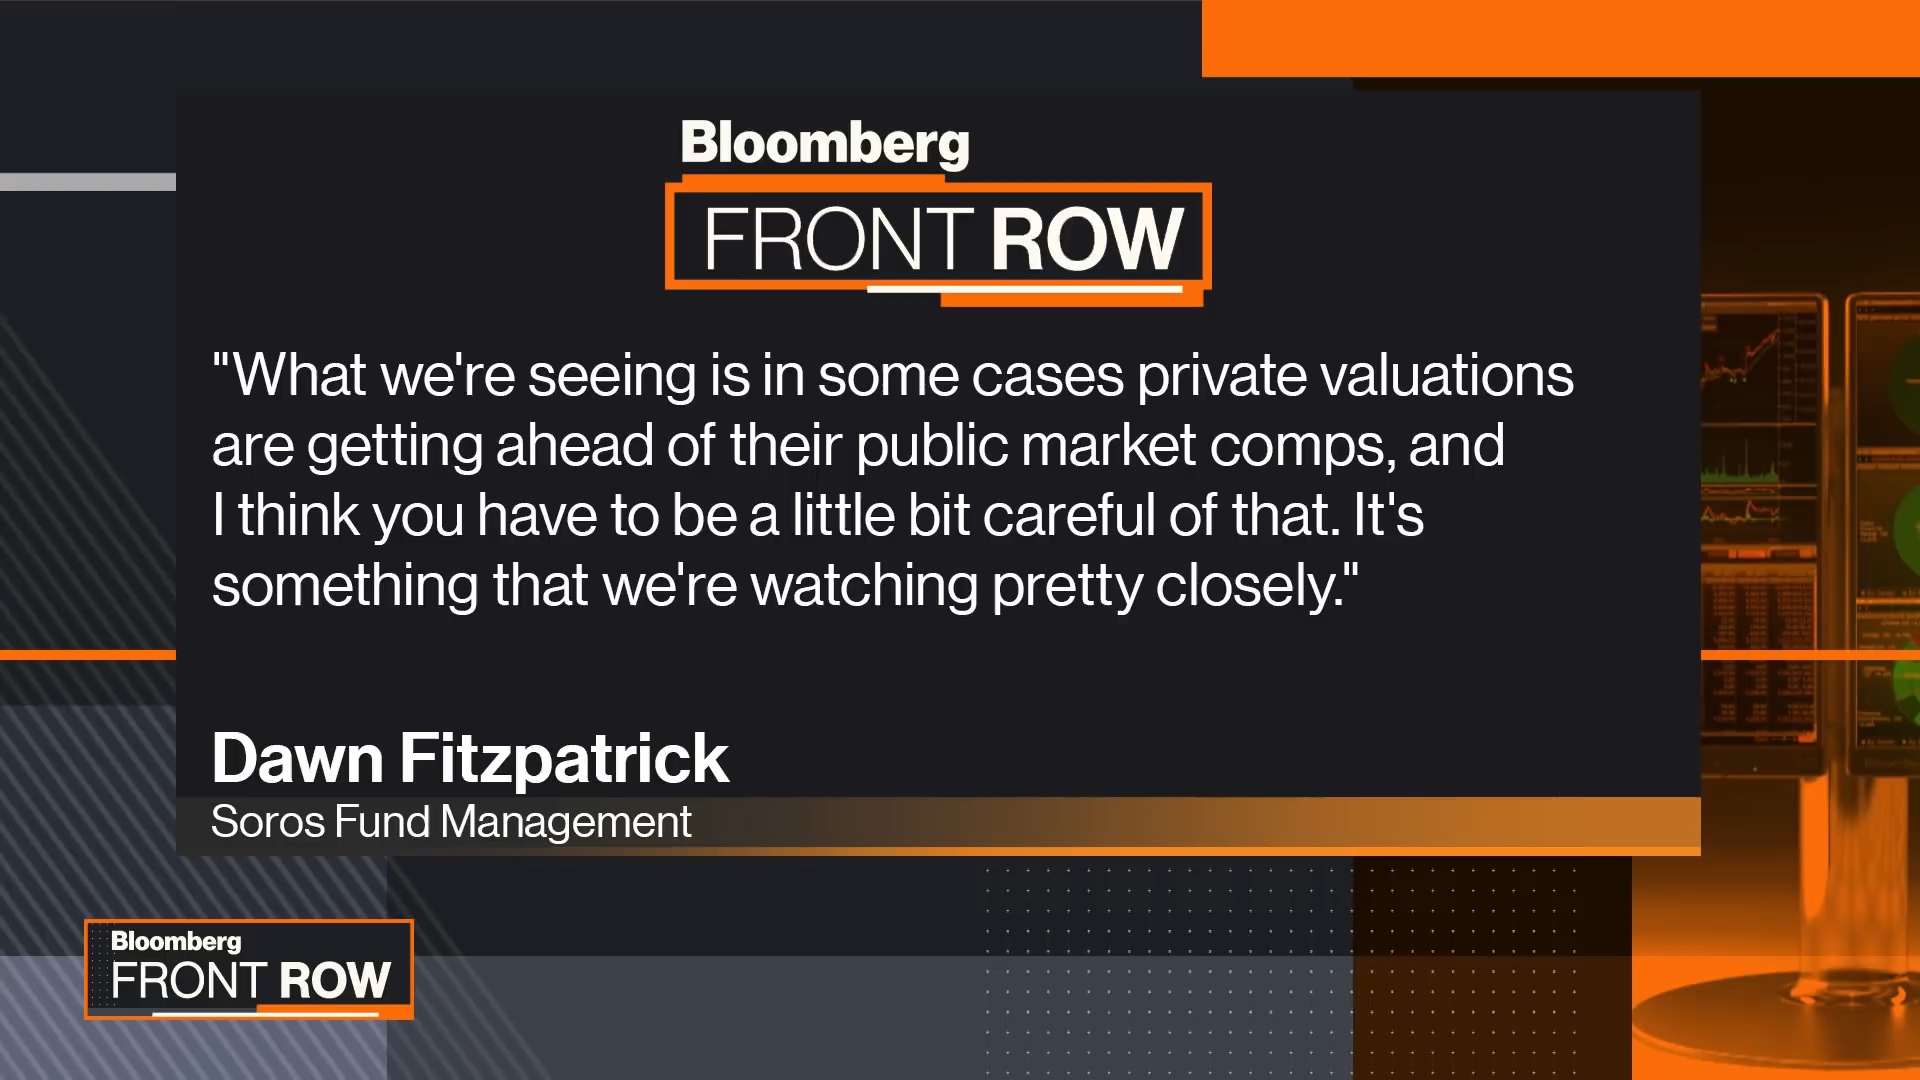 Bloomberg
FRONT ROW
"What we're seeing is in some cases private valuations
are getting ahead of their public market comps, and
I think you have to be a little bit careful of that. It's
something that we're watching pretty closely."
Dawn Fitzpatrick
Soros Fund Management
Bloomberg
FRONT ROW